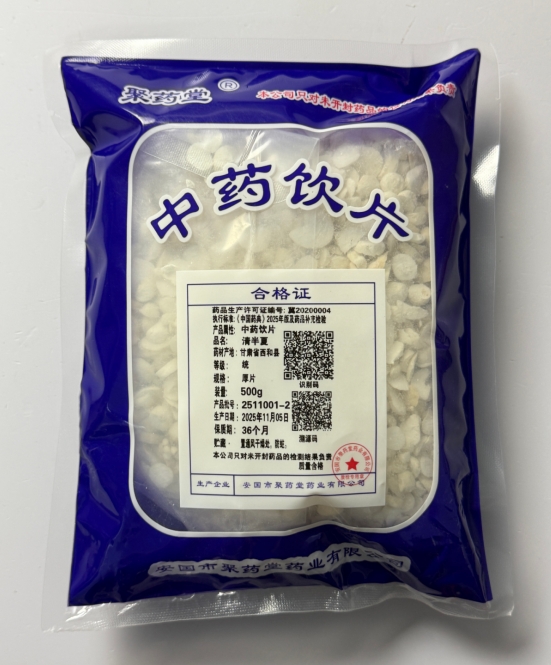 聚药堂®
本公司只对未开封药品
中药饮片
合格证
药品生产许可证编号: 冀20200004
执行标准:《中国药典》2025年版及药品补充检验
产品属性: 中药饮片
品名: 清半夏
药材产地: 甘肃省西和县
等级: 统
规格: 厚片
装量: 500g
识别码
产品批号: 2511001-2
生产日期: 2025年11月05日
保质期: 36个月
溯源码
贮藏: 置通风干燥处, 防蛀。
本公司只对未开封药品的检测结果负责
质量合格
生产企业 安国市聚药堂药业有限公司
安国市聚药堂药业有限公司